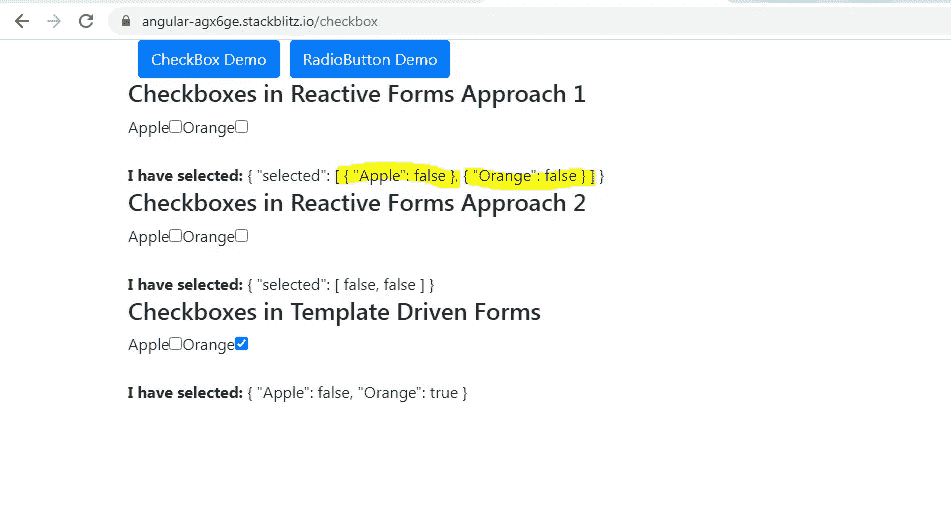 angular-agx6ge.stackblitz.io/checkbox
CheckBox Demo RadioButton Demo
Checkboxes in Reactive Forms Approach 1
Apple Orange
I have selected: { "selected": [ { "Apple": false }, { "Orange": false } ] }
Checkboxes in Reactive Forms Approach 2
Apple Orange
I have selected: { "selected": [ false, false ] }
Checkboxes in Template Driven Forms
Apple Orange
I have selected: { "Apple": false, "Orange": true }